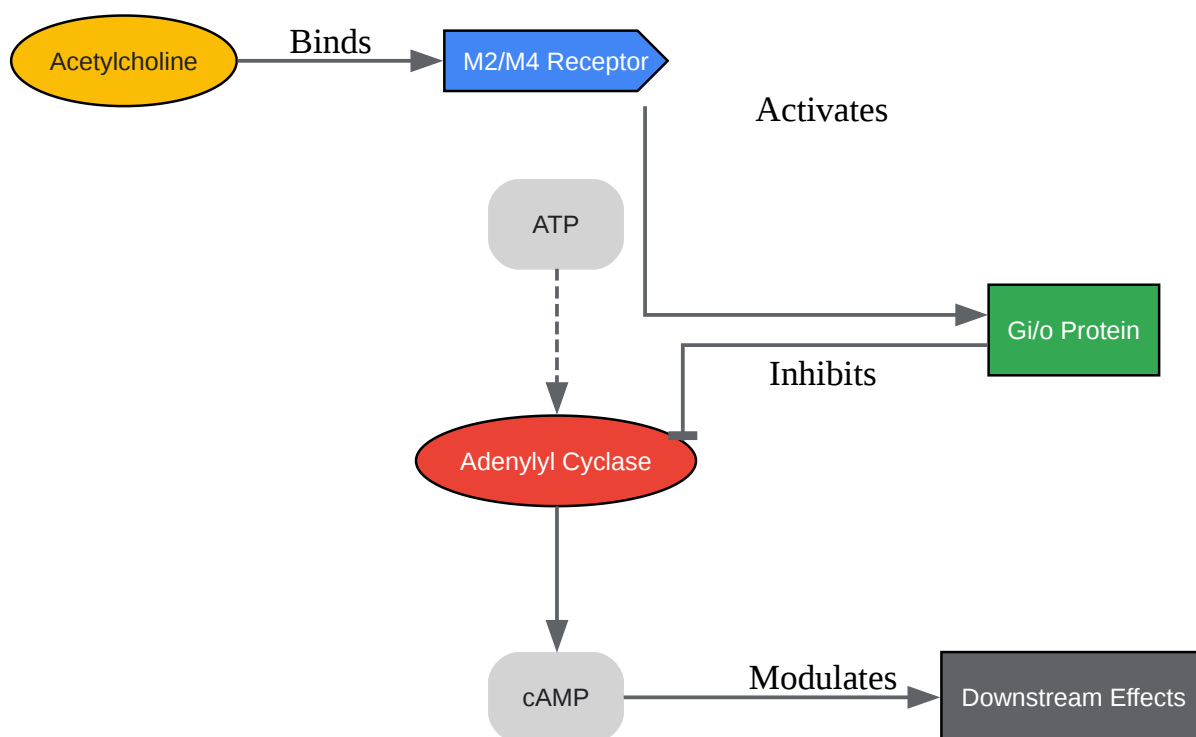 Acetylcholine
Binds
M2/M4 Receptor
Activates
ATP
Gi/o Protein
Inhibits
Adenylyl Cyclase
cAMP
Modulates
Downstream Effects